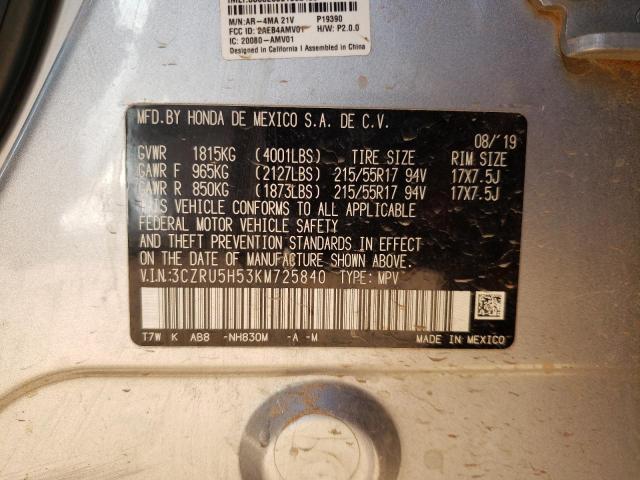 M/N:AR-4MA 21V P19390
FCC ID: 2AEB4AMV01 H/W: P2.0.0
IC: 20080-AMV01
Designed in California | Assembled in China
MFD.BY HONDA DE MEXICO S.A. DE C.V.
08/'19
GVWR 1815KG (4001LBS) TIRE SIZE RIM SIZE
GAWR F 965KG (2127LBS) 215/55R17 94V 17X7.5J
GAWR R 850KG (1873LBS) 215/55R17 94V 17X7.5J
THIS VEHICLE CONFORMS TO ALL APPLICABLE
FEDERAL MOTOR VEHICLE SAFETY
AND THEFT PREVENTION STANDARDS IN EFFECT
ON THE DATE OF MANUFACTURE SHOWN ABOVE.
V.I.N:3CZRU5H53KM725840 TYPE: MPV
T7W K AB8 -NH830M -A -M
MADE IN MEXICO